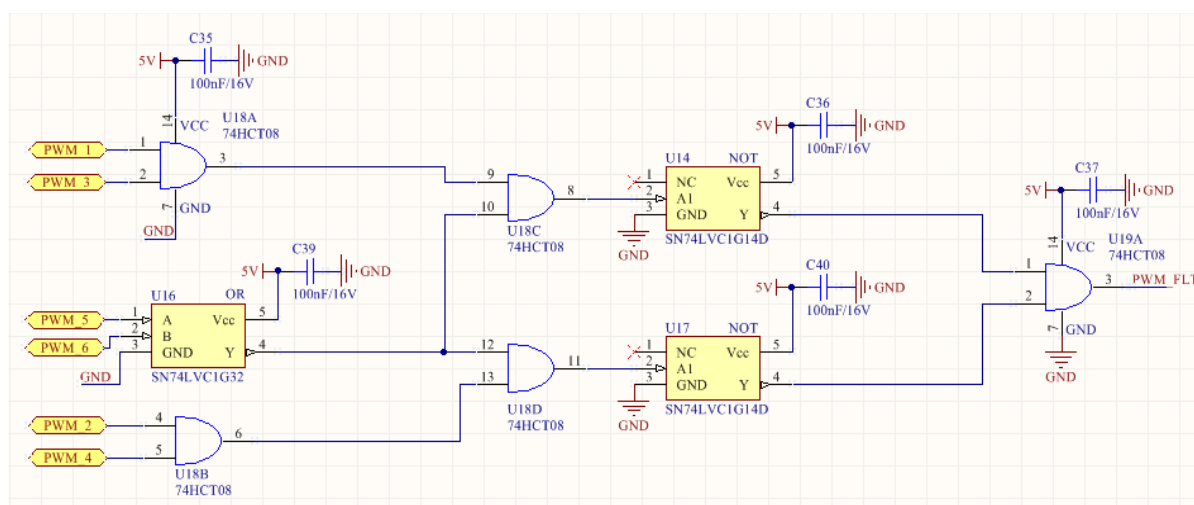 C35
5V
GND
100nF/16V
14
VCC
U18A
74HCT08
PWM_1
1
3
PWM_3
2
7
GND
GND
C39
5V
GND
100nF/16V
U16
OR
PWM_5
1
A
Vcc
5
PWM_6
2
B
3
GND
Y
4
GND
SN74LVC1G32
PWM_2
4
6
PWM_4
5
U18B
74HCT08
9
8
10
U18C
74HCT08
12
11
13
U18D
74HCT08
C36
5V
GND
100nF/16V
U14
NOT
1
NC
Vcc
5
2
A1
3
GND
Y
4
SN74LVC1G14D
GND
C40
5V
GND
100nF/16V
U17
NOT
1
NC
Vcc
5
2
A1
3
GND
Y
4
SN74LVC1G14D
GND
C37
5V
GND
100nF/16V
14
VCC
U19A
74HCT08
1
3
PWM_FLT
2
7
GND
GND